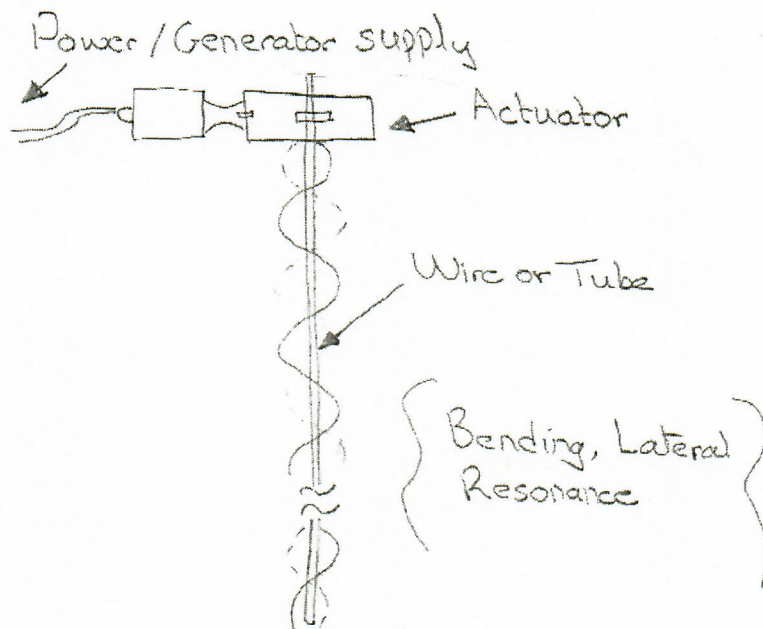 Power/Generator supply
Actuator
Wire or Tube
Bending, Lateral
Resonance